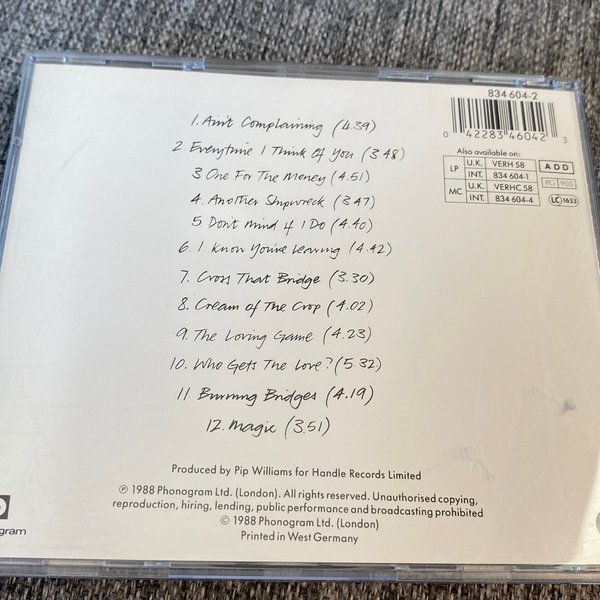 834 604-2
0 42283 46042 3
Also available on:
LP U.K. VERH 58
INT. 834 604-1
MC U.K. VERHC 58
INT. 834 604-4
ADD
PG 900
LC 1633
1. Ain't Complaining (4.39)
2. Everytime I Think Of You (3.48)
3 One For The Money (4.51)
4. Another Shipwreck (3.47)
5 Don't Mind If I Do (4.40)
6. I Know You're Leaving (4.42)
7. Cross That Bridge (3.30)
8. Cream of The Crop (4.02)
9. The Loving Game (4.23)
10. Who Gets The Love? (5.32)
11 Burning Bridges (4.19)
12. Magic (3.51)
Produced by Pip Williams for Handle Records Limited
℗ 1988 Phonogram Ltd. (London). All rights reserved. Unauthorised copying,
reproduction, hiring, lending, public performance and broadcasting prohibited
© 1988 Phonogram Ltd. (London)
Printed in West Germany
gram